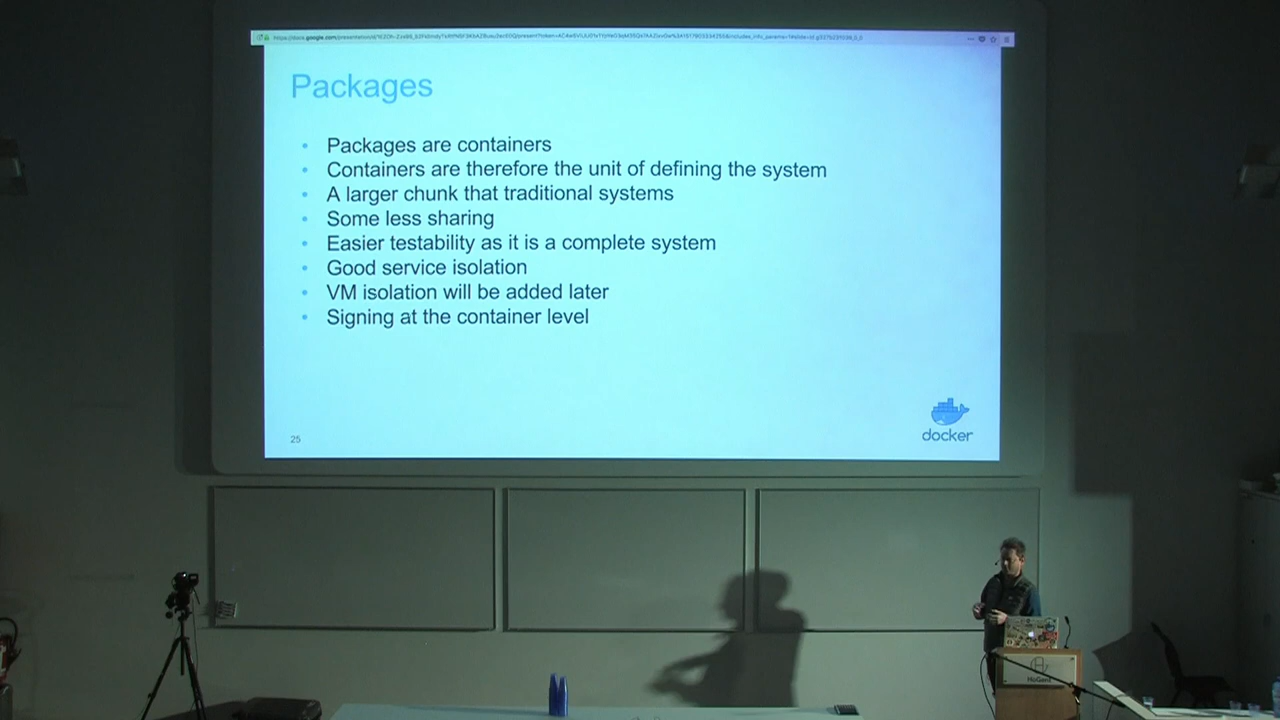 Packages
Packages are containers
Containers are therefore the unit of defining the system
A larger chunk that traditional systems
Some less sharing
Easier testability as it is a complete system
Good service isolation
VM isolation will be added later
Signing at the container level
25
docker
HoGent